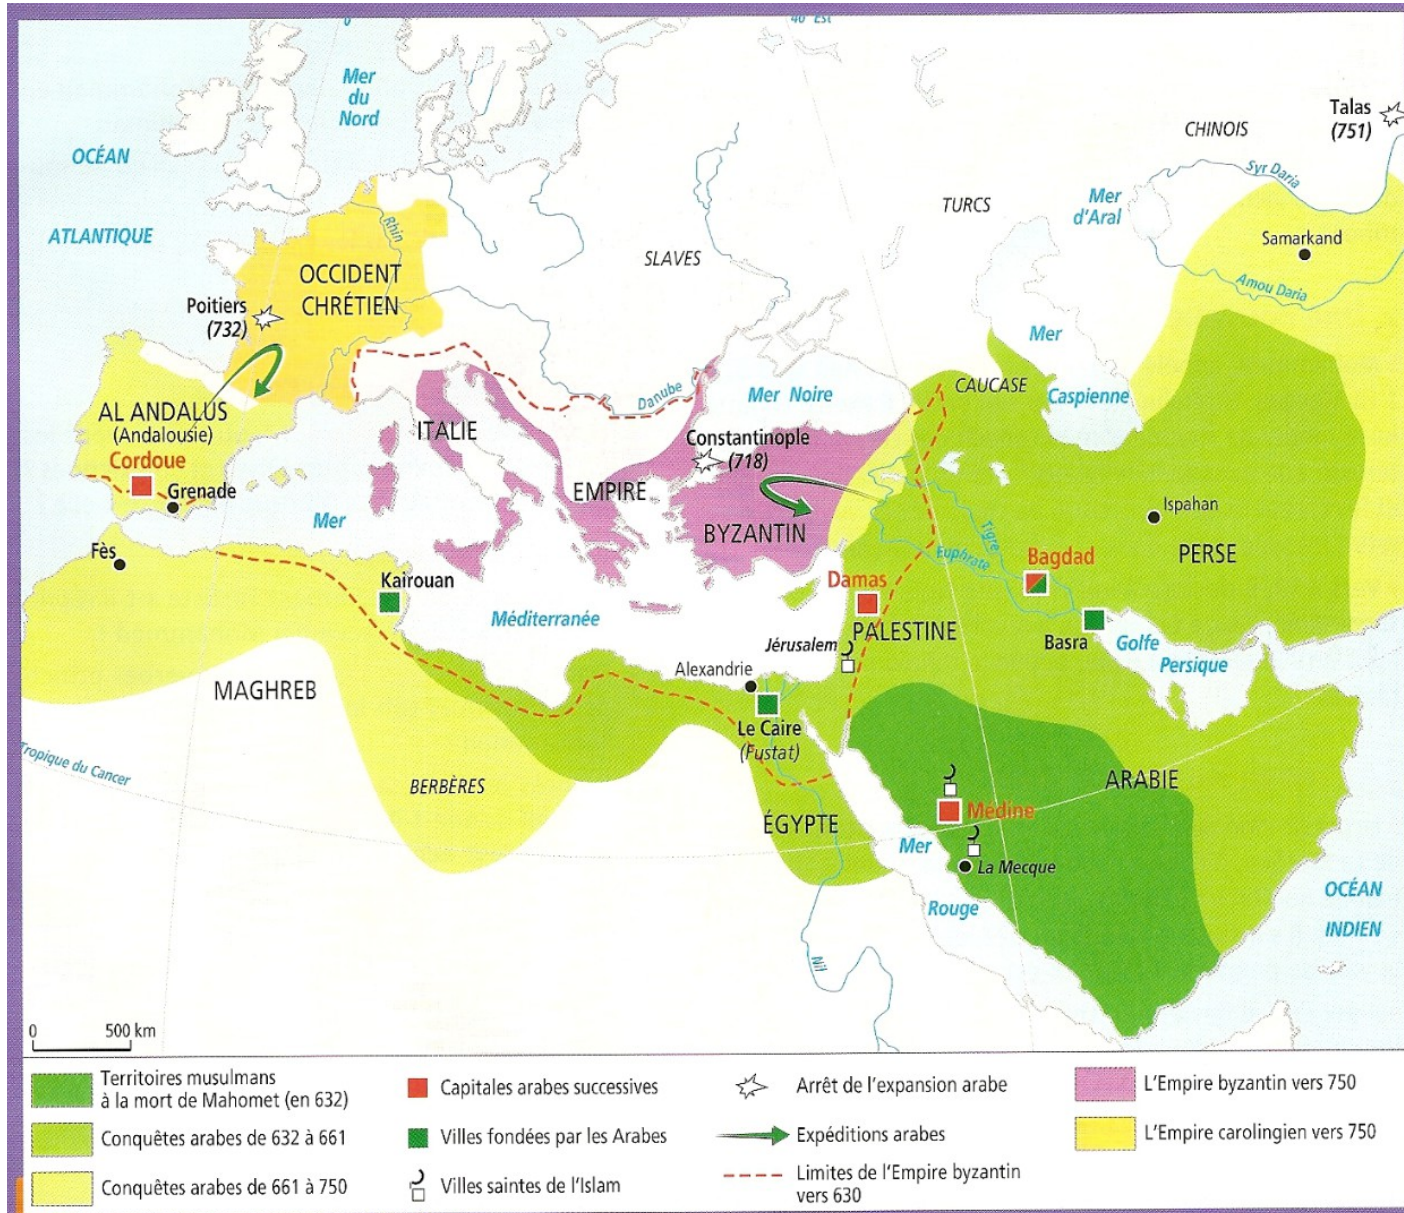 0
40° Est
Mer
du
Nord
OCÉAN
ATLANTIQUE
Talas
(751)
CHINOIS
Syr Daria
Mer
d'Aral
TURCS
Samarkand
Amou Daria
Rhin
SLAVES
OCCIDENT
CHRÉTIEN
Poitiers
(732)
Mer
Caspienne
CAUCASE
Danube
Mer Noire
AL ANDALUS
(Andalousie)
Cordoue
Grenade
ITALIE
Constantinople
(718)
EMPIRE
BYZANTIN
Mer
Méditerranée
Fès
Kairouan
Ispahan
PERSE
Tigre
Euphrate
Bagdad
Damas
Basra
Golfe
Persique
PALESTINE
Jérusalem
Alexandrie
MAGHREB
Le Caire
(Fustat)
Tropique du Cancer
BERBÈRES
ÉGYPTE
ARABIE
Médine
Mer
Rouge
La Mecque
OCÉAN
INDIEN
Nil
0
500 km
Territoires musulmans
à la mort de Mahomet (en 632)
Conquêtes arabes de 632 à 661
Conquêtes arabes de 661 à 750
Capitales arabes successives
Villes fondées par les Arabes
Villes saintes de l'Islam
Arrêt de l'expansion arabe
Expéditions arabes
Limites de l'Empire byzantin
vers 630
L'Empire byzantin vers 750
L'Empire carolingien vers 750